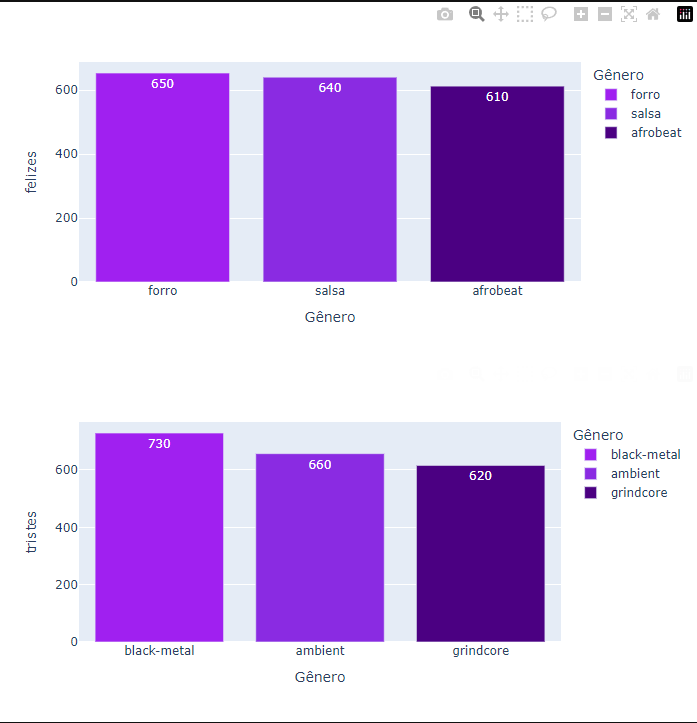 Gênero
forro
salsa
afrobeat
650
640
610
600
400
200
0
felizes
forro salsa afrobeat
Gênero
Gênero
black-metal
ambient
grindcore
730
660
620
600
400
200
0
tristes
black-metal ambient grindcore
Gênero